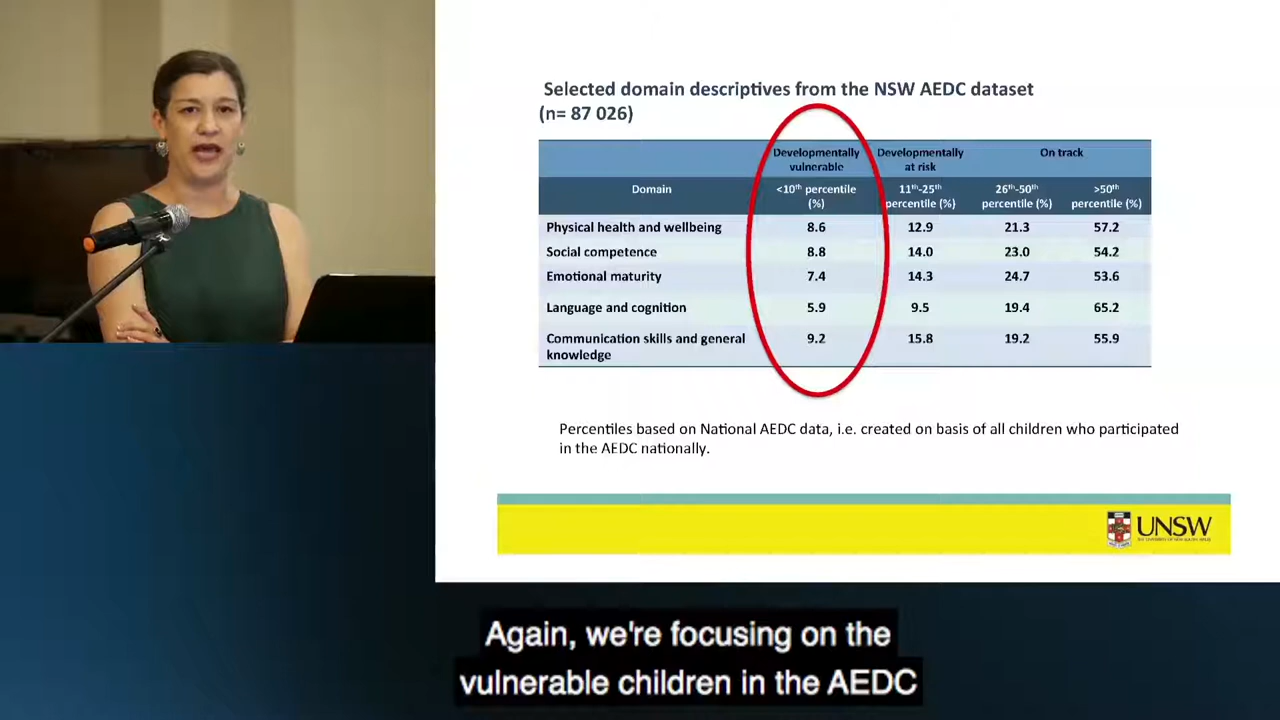 Selected domain descriptives from the NSW AEDC dataset
(n= 87 026)
Developmentally vulnerable Developmentally at risk On track
Domain <10th percentile (%) 11th-25th percentile (%) 26th-50th percentile (%) >50th percentile (%)
Physical health and wellbeing 8.6 12.9 21.3 57.2
Social competence 8.8 14.0 23.0 54.2
Emotional maturity 7.4 14.3 24.7 53.6
Language and cognition 5.9 9.5 19.4 65.2
Communication skills and general knowledge 9.2 15.8 19.2 55.9
Percentiles based on National AEDC data, i.e. created on basis of all children who participated
in the AEDC nationally.
UNSW
Again, we're focusing on the
vulnerable children in the AEDC